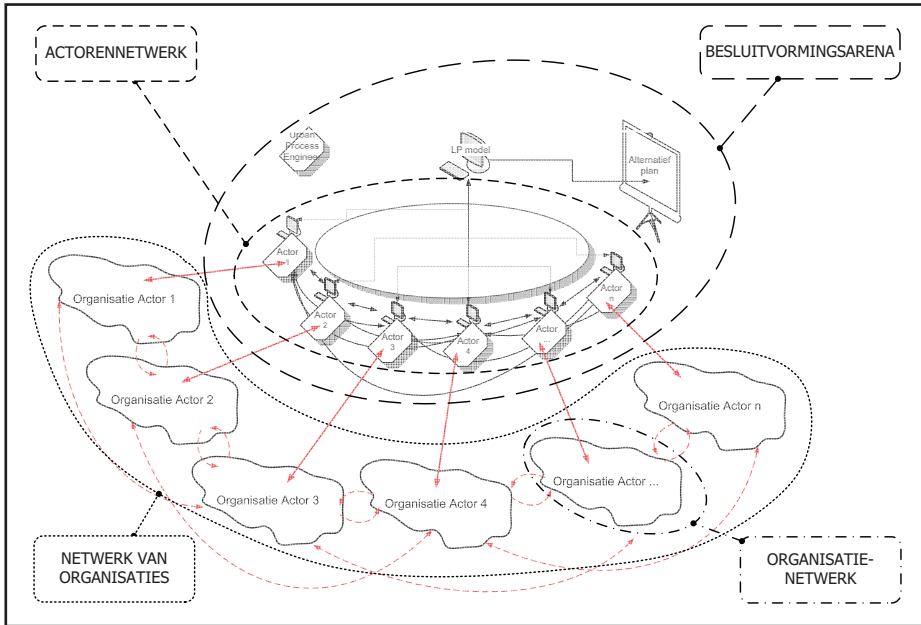 ACTORENNETWERK
BESLUITVORMINGSARENA
Urban
Process
Engineer
LP model
Alternatief
plan
Actor
1
Actor
2
Actor
3
Actor
4
Actor
...
Actor
n
Organisatie Actor 1
Organisatie Actor 2
Organisatie Actor 3
Organisatie Actor 4
Organisatie Actor ...
Organisatie Actor n
NETWERK VAN
ORGANISATIES
ORGANISATIE-
NETWERK